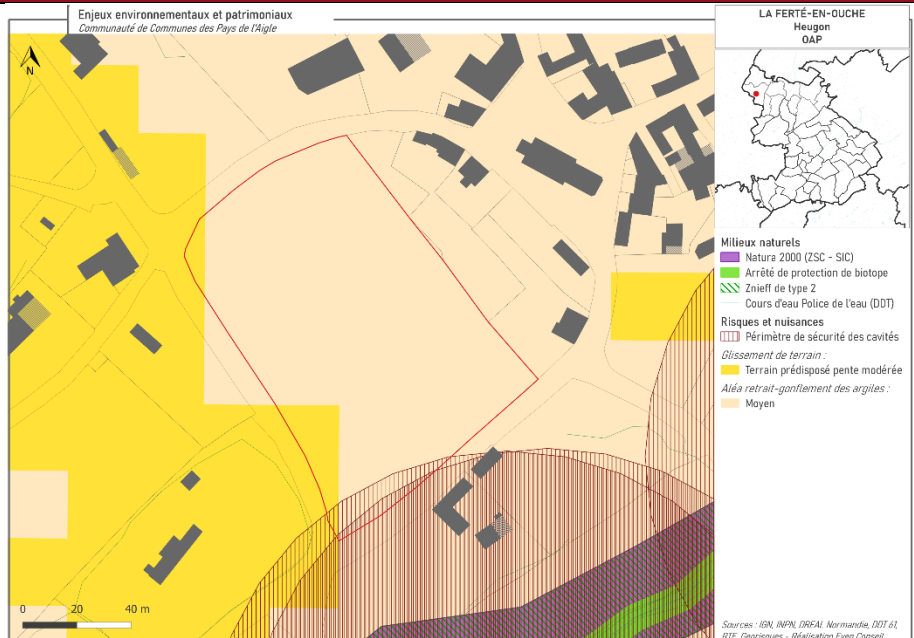 Enjeux environnementaux et patrimoniaux
Communauté de Communes des Pays de l'Aigle
N
0 20 40 m
LA FERTÉ-EN-OUCHE
Heugon
OAP
Milieux naturels
Natura 2000 (ZSC - SIC)
Arrêté de protection de biotope
Znieff de type 2
Cours d'eau Police de l'eau (DDT)
Risques et nuisances
Périmètre de sécurité des cavités
Glissement de terrain :
Terrain prédisposé pente modérée
Aléa retrait-gonflement des argiles :
Moyen
Sources : IGN, INPN, DREAL Normandie, DDT 61,
RTE, Georisques - Réalisation Even Conseil